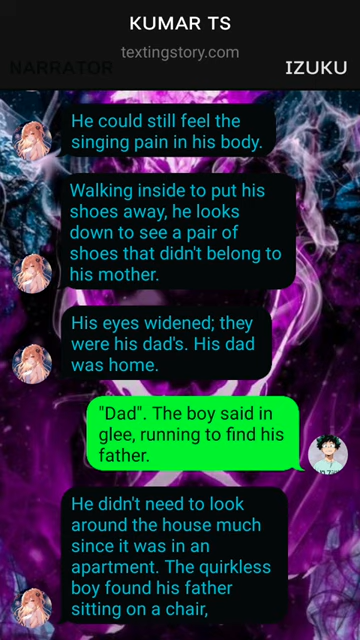 KUMAR TS
textingstory.com
NARRATOR
IZUKU
He could still feel the
singing pain in his body.
Walking inside to put his
shoes away, he looks
down to see a pair of
shoes that didn't belong to
his mother.
His eyes widened; they
were his dad's. His dad
was home.
"Dad". The boy said in
glee, running to find his
father.
He didn't need to look
around the house much
since it was in an
apartment. The quirkless
boy found his father
sitting on a chair,